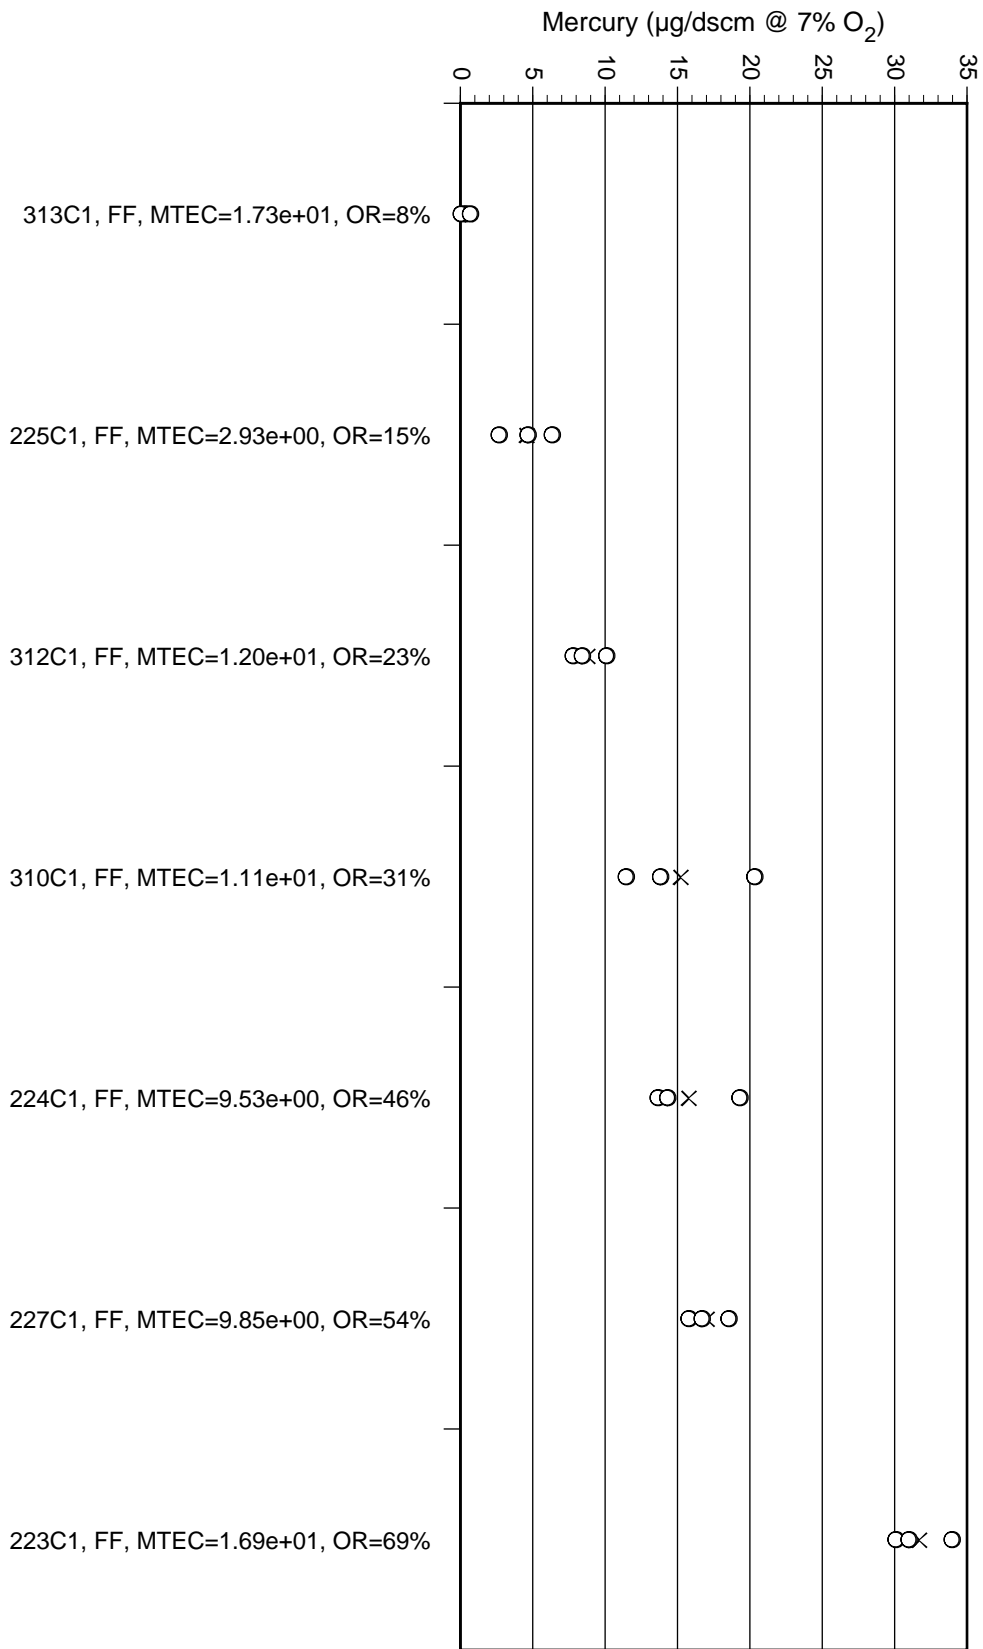 Mercury (µg/dscm @ 7% O₂)
0 5 10 15 20 25 30 35
313C1, FF, MTEC=1.73e+01, OR=8%
225C1, FF, MTEC=2.93e+00, OR=15%
312C1, FF, MTEC=1.20e+01, OR=23%
310C1, FF, MTEC=1.11e+01, OR=31%
224C1, FF, MTEC=9.53e+00, OR=46%
227C1, FF, MTEC=9.85e+00, OR=54%
223C1, FF, MTEC=1.69e+01, OR=69%